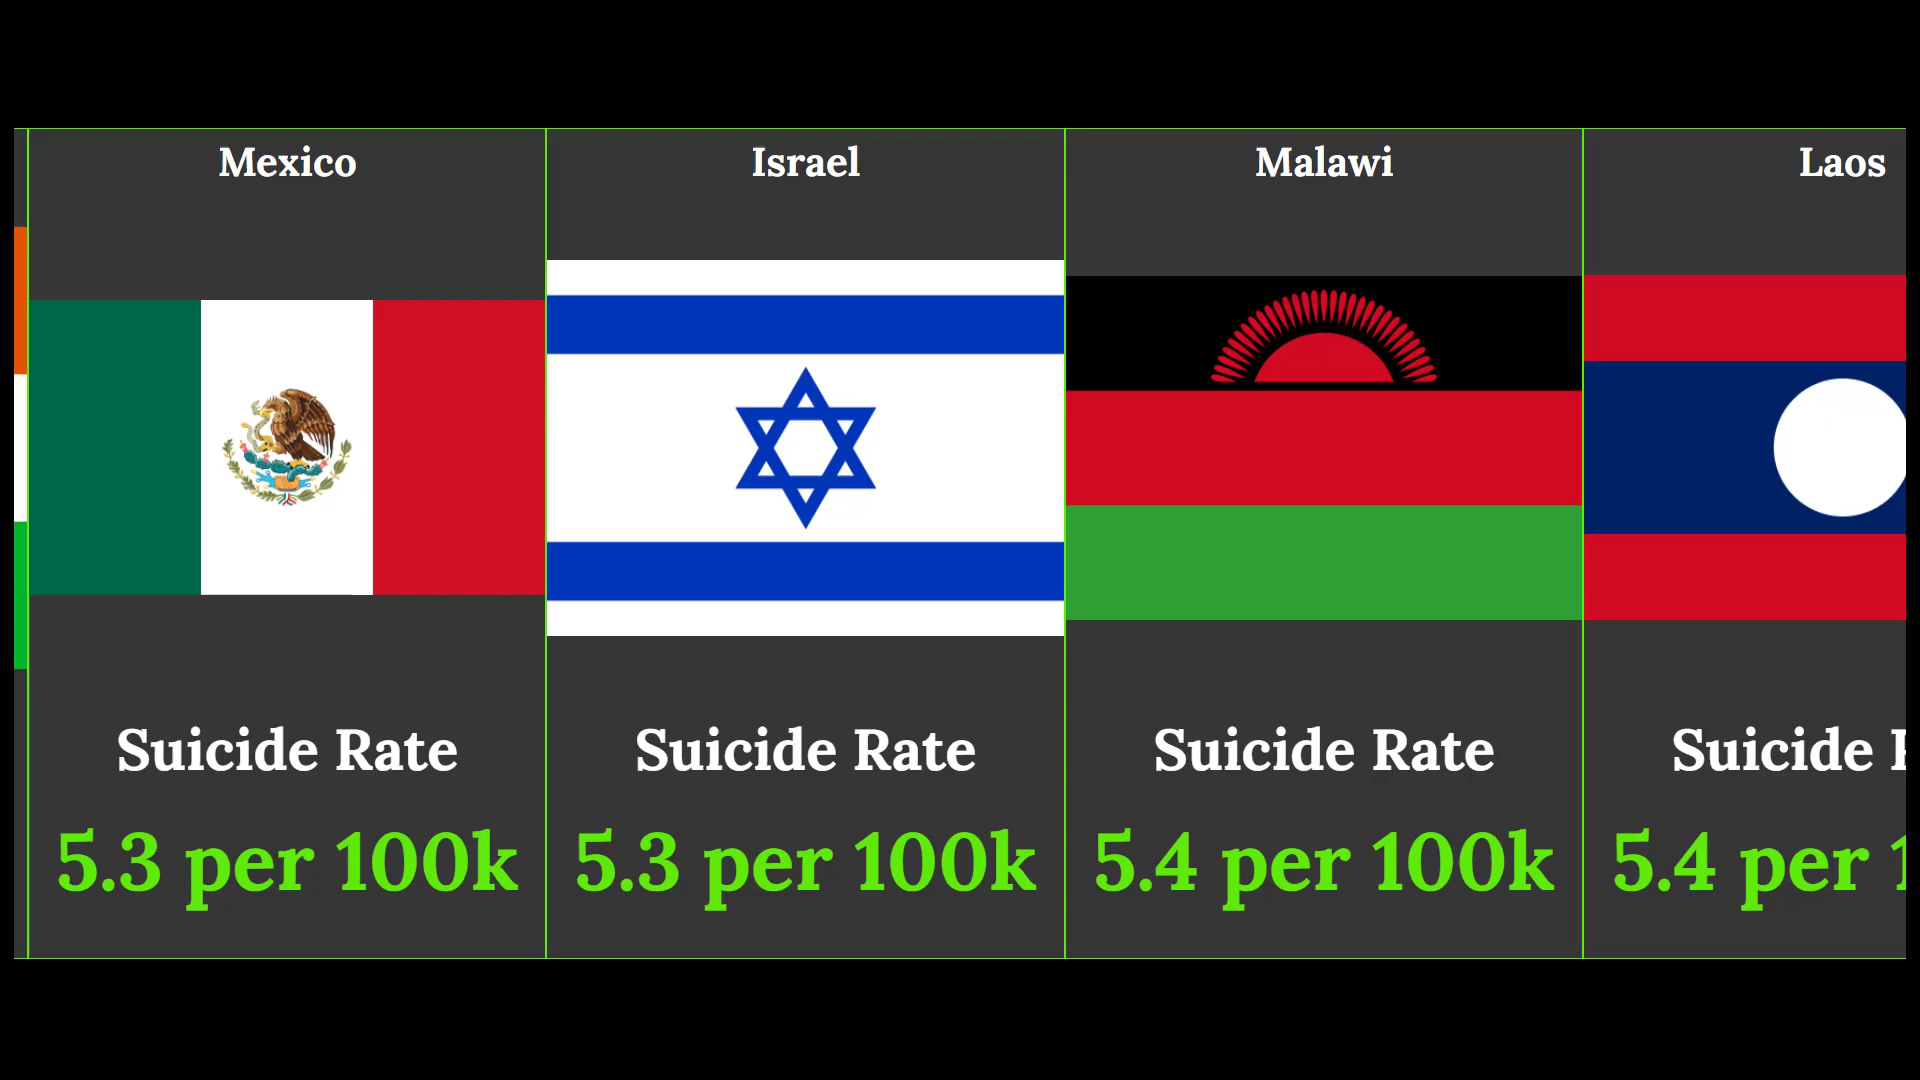 Mexico
Suicide Rate
5.3 per 100k
Israel
Suicide Rate
5.3 per 100k
Malawi
Suicide Rate
5.4 per 100k
Laos
Suicide
5.4 per